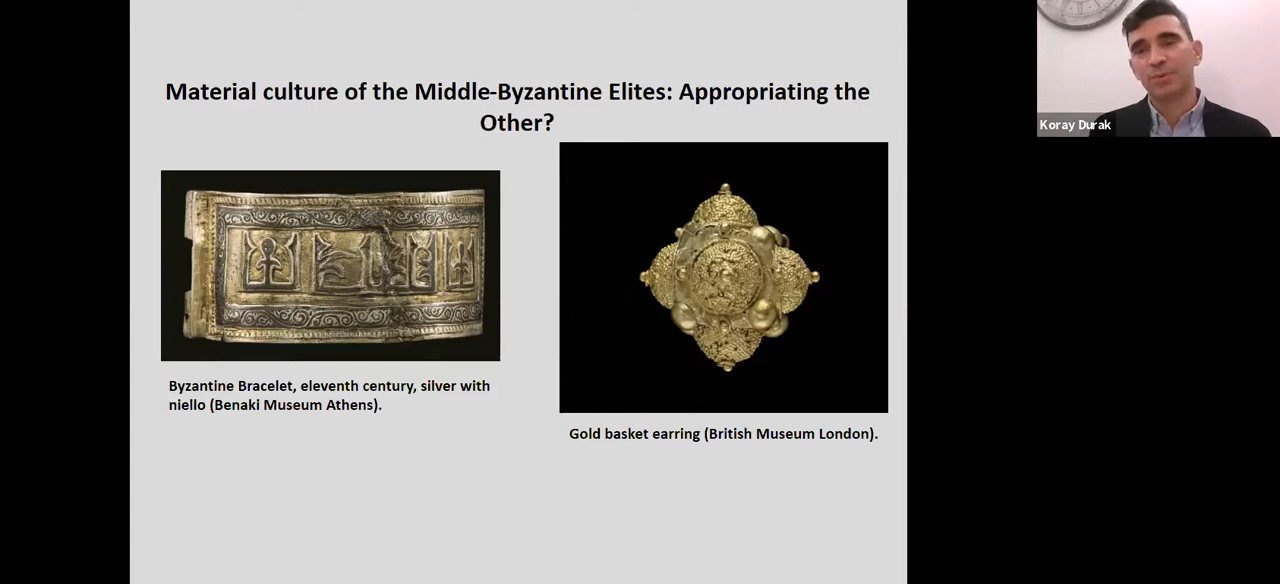 Material culture of the Middle-Byzantine Elites: Appropriating the
Other?
Koray Durak
Byzantine Bracelet, eleventh century, silver with
niello (Benaki Museum Athens).
Gold basket earring (British Museum London).